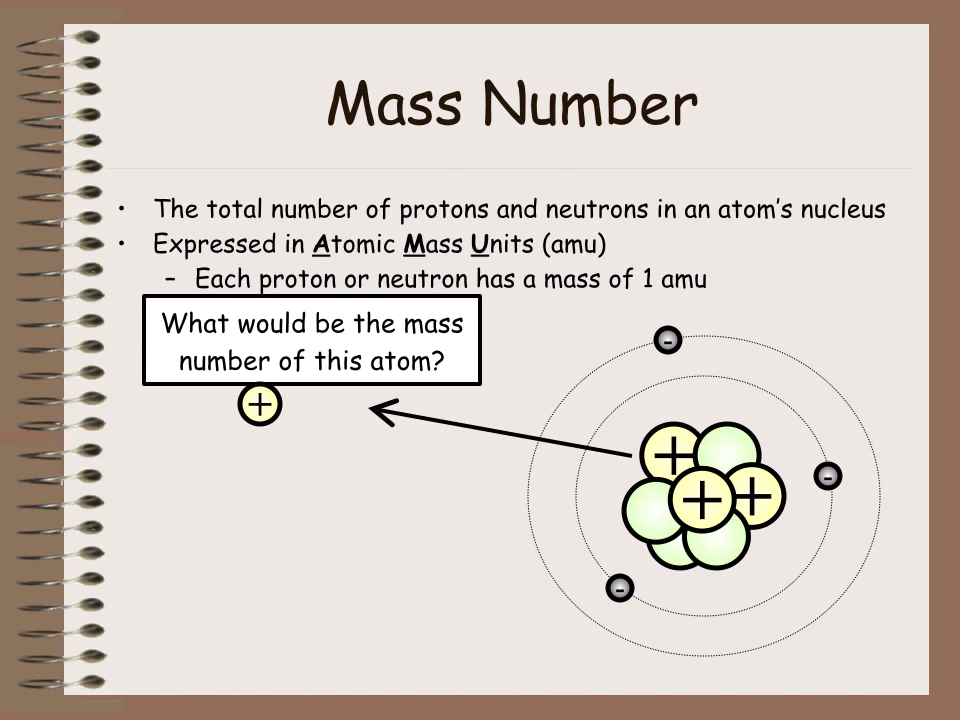 Mass Number
• The total number of protons and neutrons in an atom’s nucleus
• Expressed in Atomic Mass Units (amu)
– Each proton or neutron has a mass of 1 amu
What would be the mass
number of this atom?
-
+
+
-
+
+
-